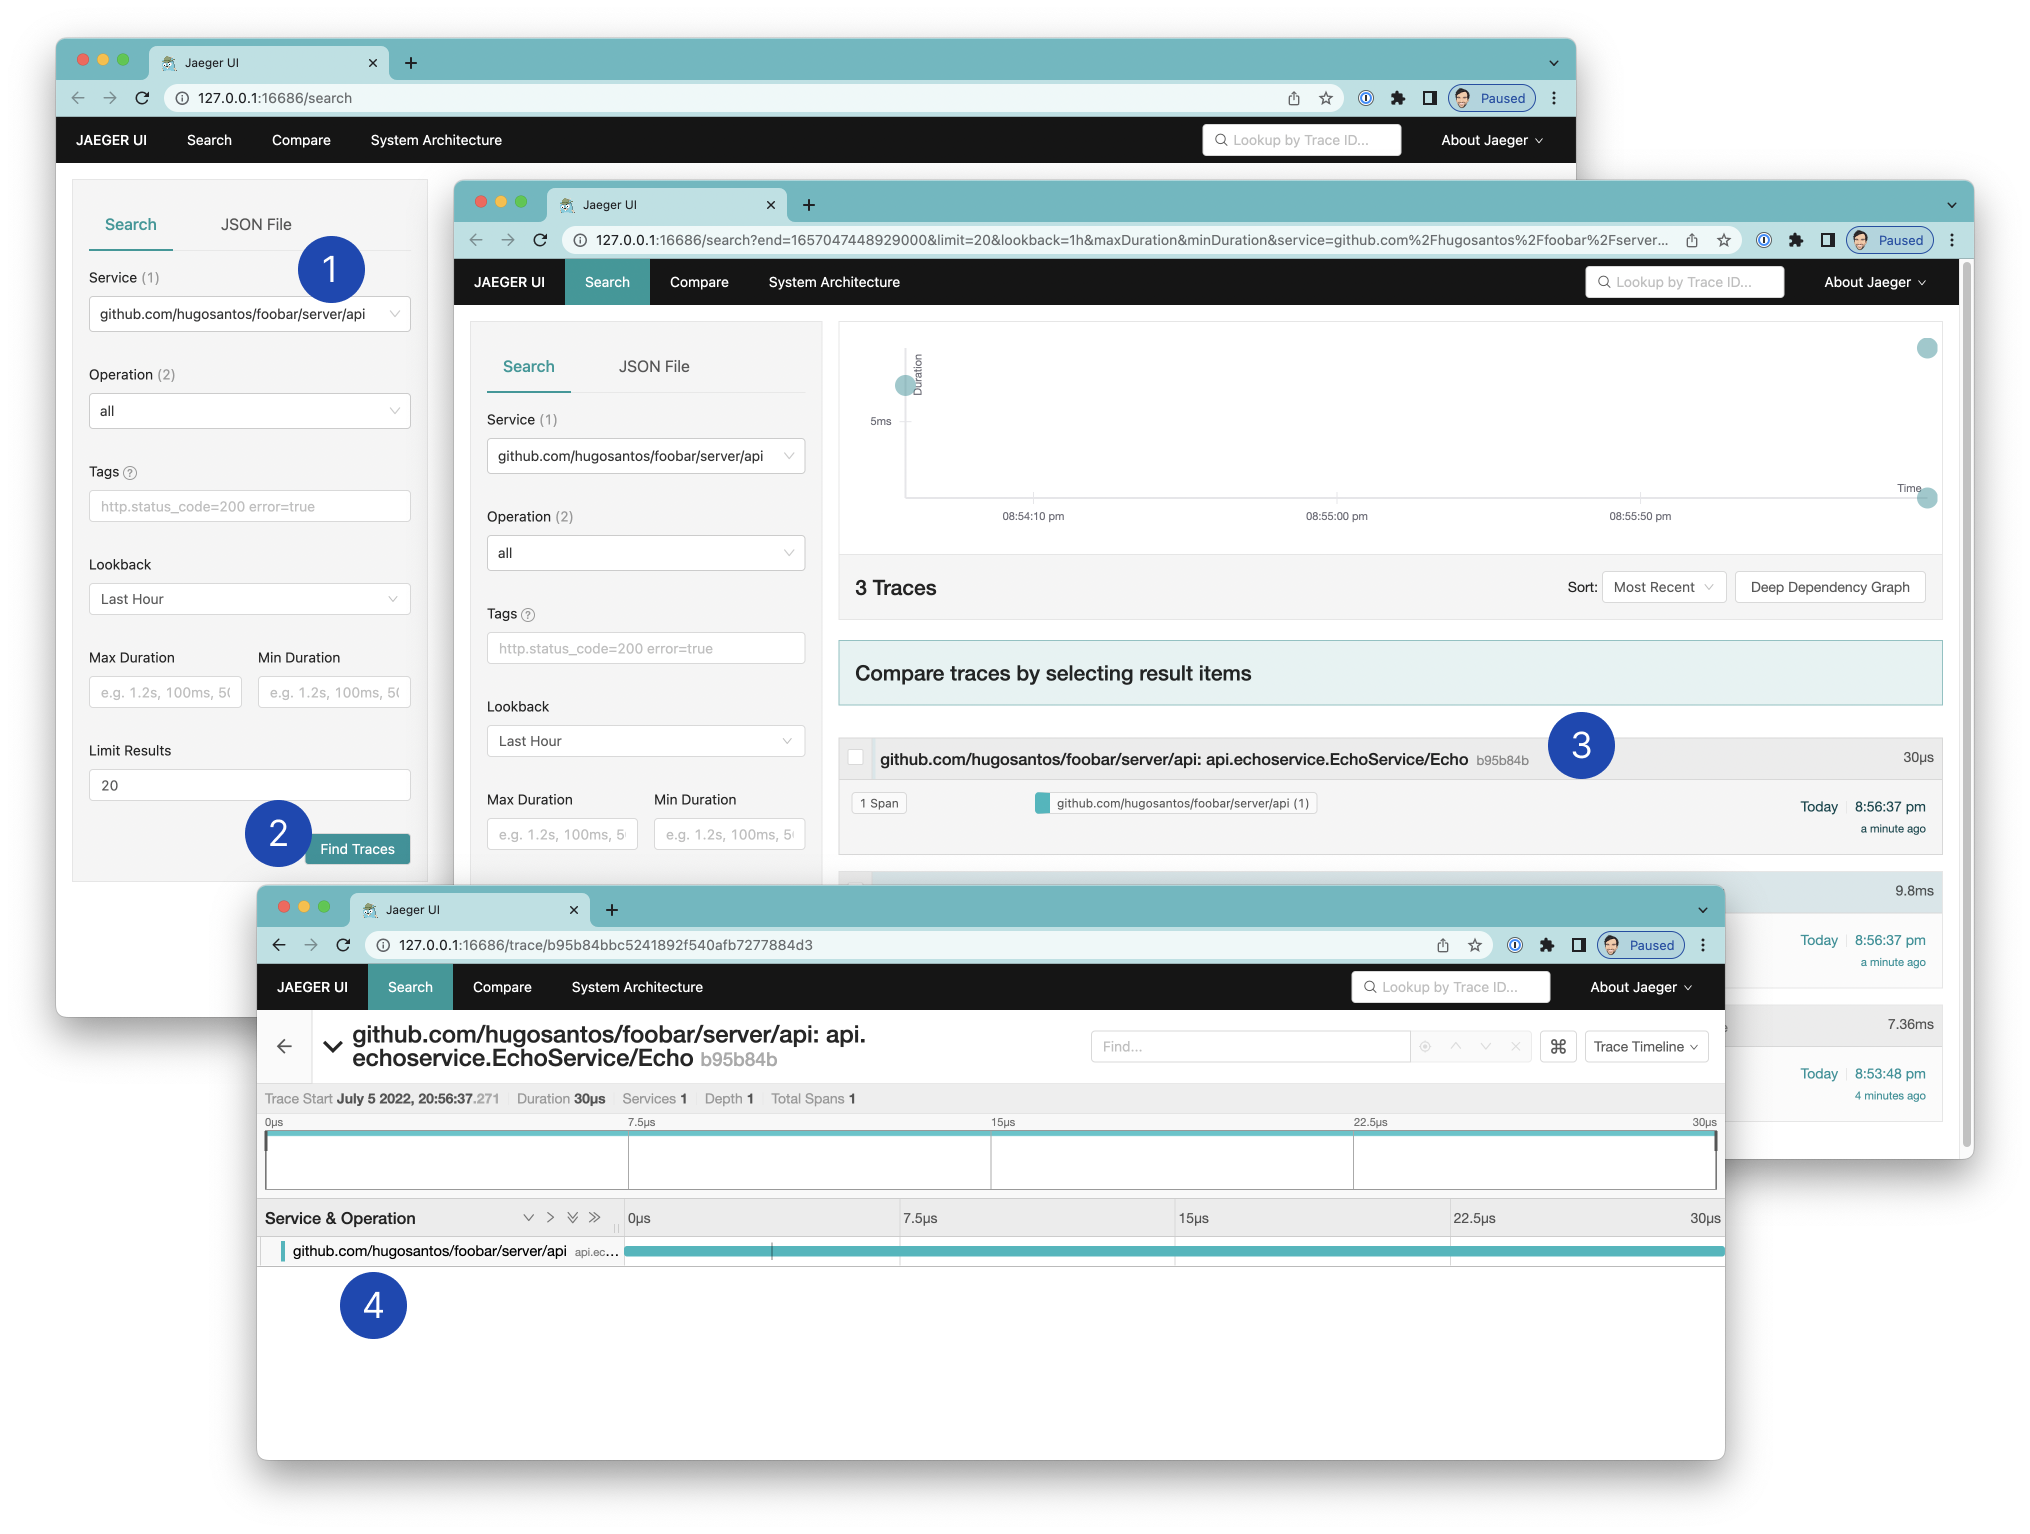 Jaeger UI
127.0.0.1:16686/search
Paused
JAEGER UI Search Compare System Architecture Lookup by Trace ID... About Jaeger
Search JSON File
1
Service (1)
github.com/hugosantos/foobar/server/api
Operation (2)
all
Tags ?
http.status_code=200 error=true
Lookback
Last Hour
Max Duration Min Duration
e.g. 1.2s, 100ms, 50 e.g. 1.2s, 100ms, 50
Limit Results
20
2
Find Traces
Jaeger UI
127.0.0.1:16686/search?end=1657047448929000&limit=20&lookback=1h&maxDuration&minDuration&service=github.com%2Fhugosantos%2Ffoobar%2Fserver...
Paused
JAEGER UI Search Compare System Architecture Lookup by Trace ID... About Jaeger
Search JSON File
Service (1)
github.com/hugosantos/foobar/server/api
Operation (2)
all
Tags ?
http.status_code=200 error=true
Lookback
Last Hour
Max Duration Min Duration
e.g. 1.2s, 100ms, 5 e.g. 1.2s, 100ms, 5
Duration
5ms
Time
08:54:10 pm 08:55:00 pm 08:55:50 pm
3 Traces Sort: Most Recent Deep Dependency Graph
Compare traces by selecting result items
3
github.com/hugosantos/foobar/server/api: api.echoservice.EchoService/Echo b95b84b 30μs
1 Span github.com/hugosantos/foobar/server/api (1) Today 8:56:37 pm
a minute ago
9.8ms
Today 8:56:37 pm
a minute ago
7.36ms
Today 8:53:48 pm
4 minutes ago
Jaeger UI
127.0.0.1:16686/trace/b95b84bbc5241892f540afb7277884d3
Paused
JAEGER UI Search Compare System Architecture Lookup by Trace ID... About Jaeger
github.com/hugosantos/foobar/server/api: api.
echoservice.EchoService/Echo b95b84b
Find... ⌘ Trace Timeline
Trace Start July 5 2022, 20:56:37.271 Duration 30μs Services 1 Depth 1 Total Spans 1
0μs 7.5μs 15μs 22.5μs 30μs
Service & Operation 0μs 7.5μs 15μs 22.5μs 30μs
github.com/hugosantos/foobar/server/api api.ec...
4